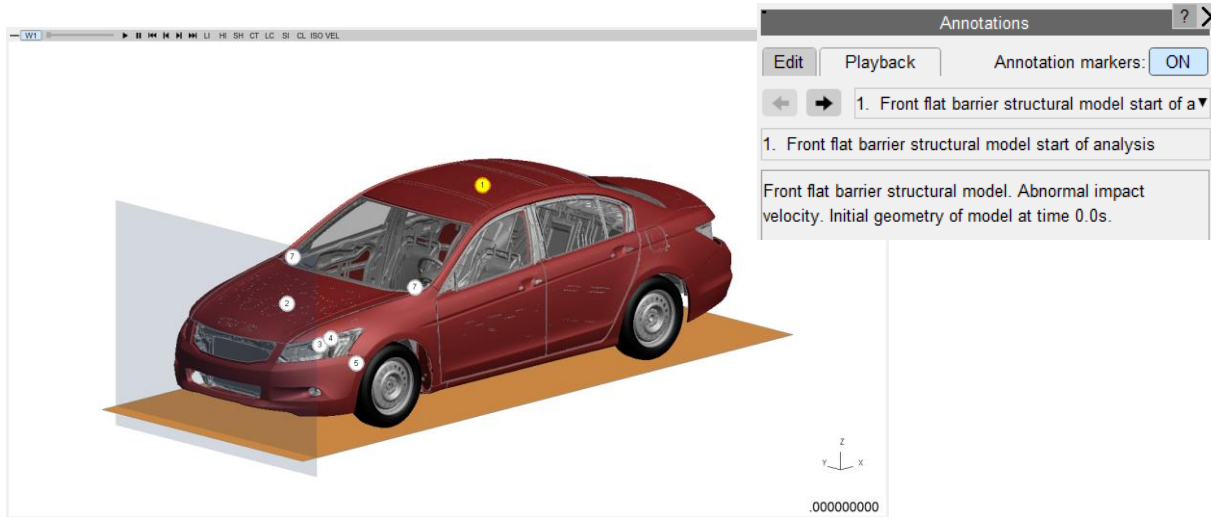 W1 LI HI SH CT LC SI CL ISO VEL
Annotations ?
Edit Playback Annotation markers: ON
1. Front flat barrier structural model start of a
1. Front flat barrier structural model start of analysis
Front flat barrier structural model. Abnormal impact
velocity. Initial geometry of model at time 0.0s.
1
7
7
2
4
3
5
Z
Y X
.000000000